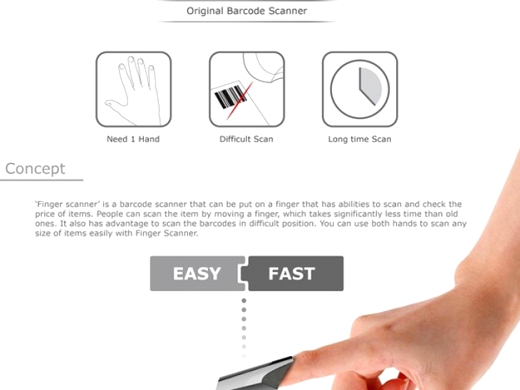 Original Barcode Scanner
Need 1 Hand
Difficult Scan
Long time Scan
Concept
'Finger scanner' is a barcode scanner that can be put on a finger that has abilities to scan and check the
price of items. People can scan the item by moving a finger, which takes significantly less time than old
ones. It also has advantage to scan the barcodes in difficult position. You can use both hands to scan any
size of items easily with Finger Scanner.
EASY
FAST